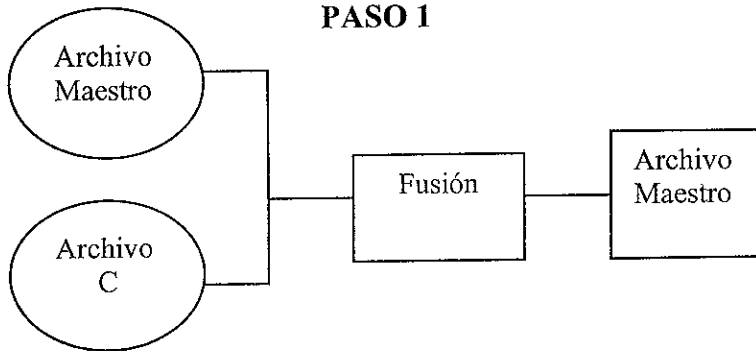 PASO 1
Archivo
Maestro
Archivo
C
Fusión
Archivo
Maestro